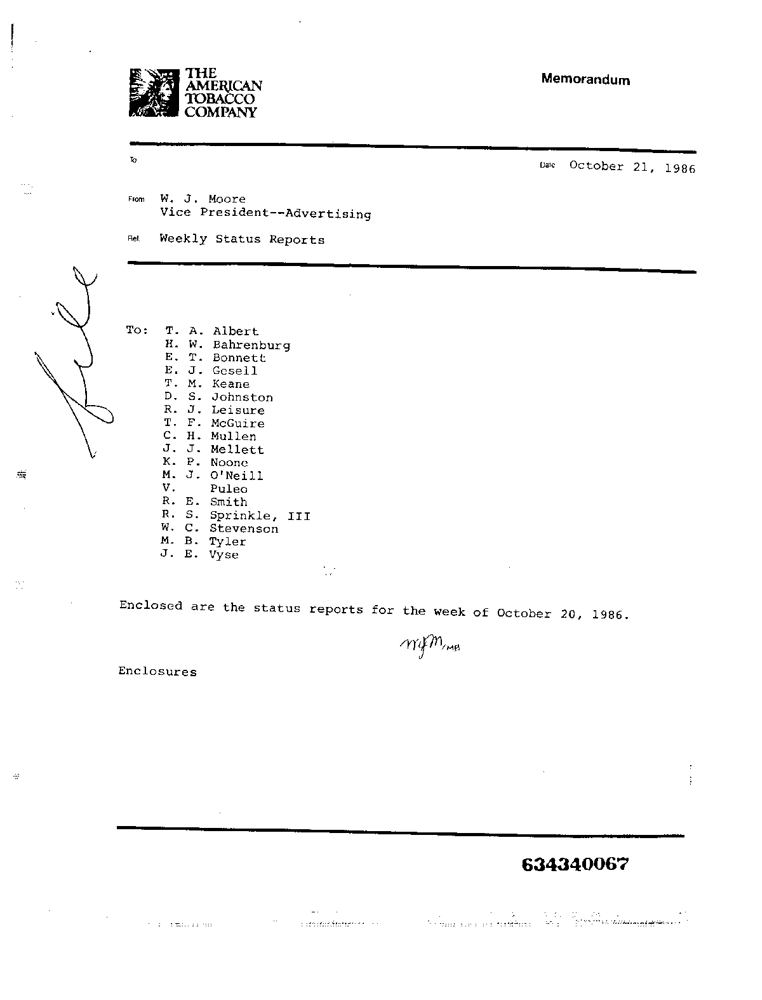 THE
AMERICAN
TOBACCO
COMPANY
Memorandum
To
Date October 21, 1986
From W. J. Moore
Vice President--Advertising
Ref. Weekly Status Reports
file
To: T. A. Albert
H. W. Bahrenburg
E. T. Bonnett
E. J. Gesell
T. M. Keane
D. S. Johnston
R. J. Leisure
T. F. McGuire
C. H. Mullen
J. J. Mellett
K. P. Noone
M. J. O'Neill
V. Puleo
R. E. Smith
R. S. Sprinkle, III
W. C. Stevenson
M. B. Tyler
J. E. Vyse
Enclosed are the status reports for the week of October 20, 1986.
WJM/MB
Enclosures
634340067